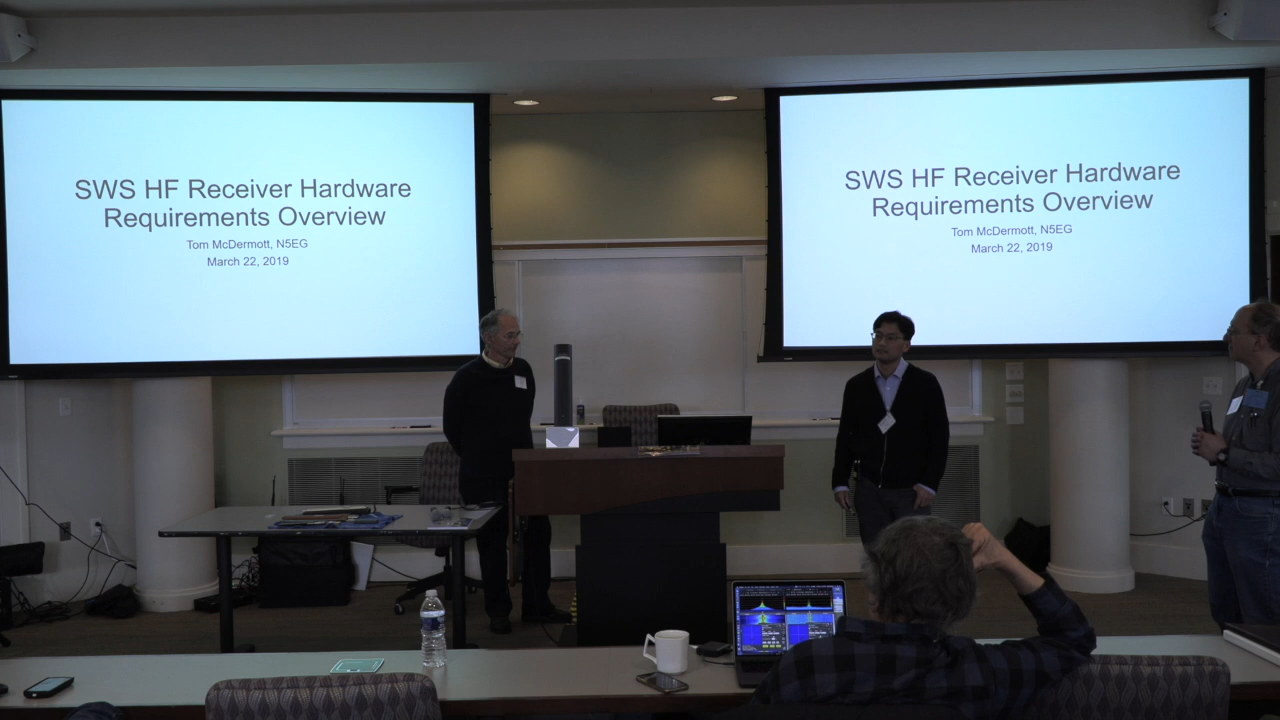 SWS HF Receiver Hardware
Requirements Overview
Tom McDermott, N5EG
March 22, 2019
SWS HF Receiver Hardware
Requirements Overview
Tom McDermott, N5EG
March 22, 2019